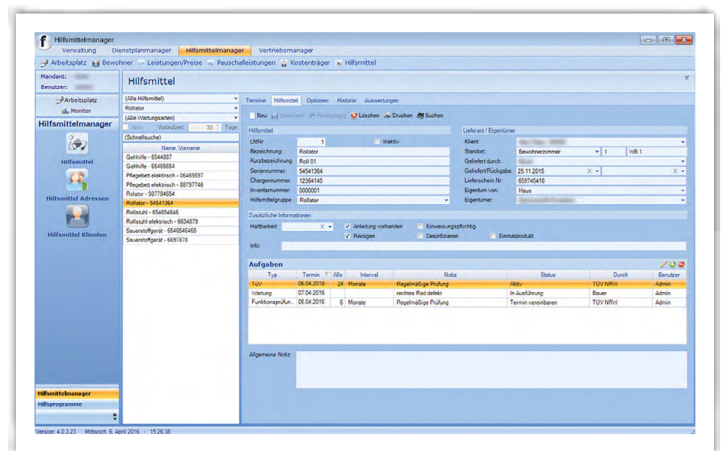 f Hilfsmittelmanager
Verwaltung Dienstplanmanager Hilfsmittelmanager Vertriebsmanager
Arbeitsplatz Bewohner Leistungen/Preise Pauschalleistungen Kostenträger Hilfsmittel
Mandant:
Benutzer:
Arbeitsplatz
Monitor
Hilfsmittelmanager
Hilfsmittel
Hilfsmittel Adressen
Hilfsmittel Klienten
Hilfsmittelmanager
Hilfsprogramme
Hilfsmittel
(Alle Hilfsmittel)
Rollator
(Alle Wartungsarten)
Aktiv Vorlaufzeit: 30 Tage
(Schnellsuche)
Name, Vorname
Gehhilfe - 6544887
Gehhilfe - 65468654
Pflegebett elektrisch - 06469897
Pflegebett elektrisch - 88797746
Rolator - 987784654
Rollator - 54541364
Rollstuhl - 654654646
Rollstuhl elektrisch - 6634879
Sauerstoffgerät - 6546546465
Sauerstoffgerät - 6697878
Termine Hilfsmittel Optionen Historie Auswertungen
Neu Speichern Rückgängig Löschen Drucken Suchen
Hilfsmittel
LfdNr 1 Inaktiv
Bezeichnung: Rollator
Kurzbezeichnung Roll 01
Seriennummer: 54541364
Chargennummer: 12364145
Inventarnummer: 0000001
Hilfsmittelgruppe: Rollator
Lieferant / Eigentümer
Klient:
Standort: Bewohnerzimmer 1 WB 1
Geliefert durch:
Geliefert/Rückgabe: 25.11.2015 X X
Lieferschein Nr: 659745416
Eigentum von: Haus
Eigentümer:
Zusätzliche Informationen
Haltbarkeit: X Anleitung vorhanden Einweisungspflichtig
Reinigen Desinfizieren Einmalprodukt
Info
Aufgaben
Typ Termin Alle Interval Notiz Status Durch Benutzer
TÜV 06.04.2018 24 Monate Regelmäßige Prüfung Aktiv TÜV NRW Admin
Wartung 07.04.2016 rechtes Rad defekt In Ausführung Bauer Admin
Funktionsprüfun... 06.04.2016 6 Monate Regelmäßige Prüfung Termin vereinbaren TÜV NRW Admin
Allgemeine Notiz
Version: 4.0.3.23 Mittwoch, 6. April 2016 - 15:26:38